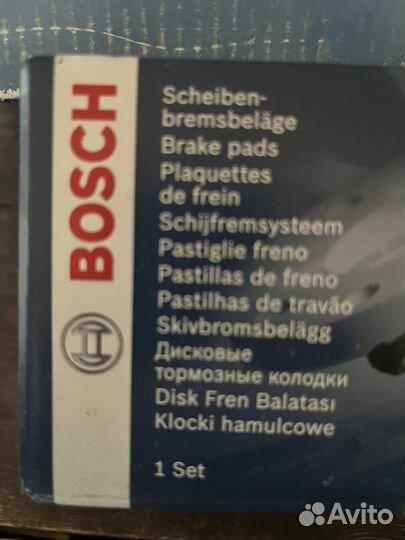 BOSCH
Scheiben-
bremsbeläge
Brake pads
Plaquettes
de frein
Schijfremsysteem
Pastiglie freno
Pastillas de freno
Pastilhas de travão
Skivbromsbelägg
Дисковые
тормозные колодки
Disk Fren Balatası
Klocki hamulcowe
1 Set
Avito